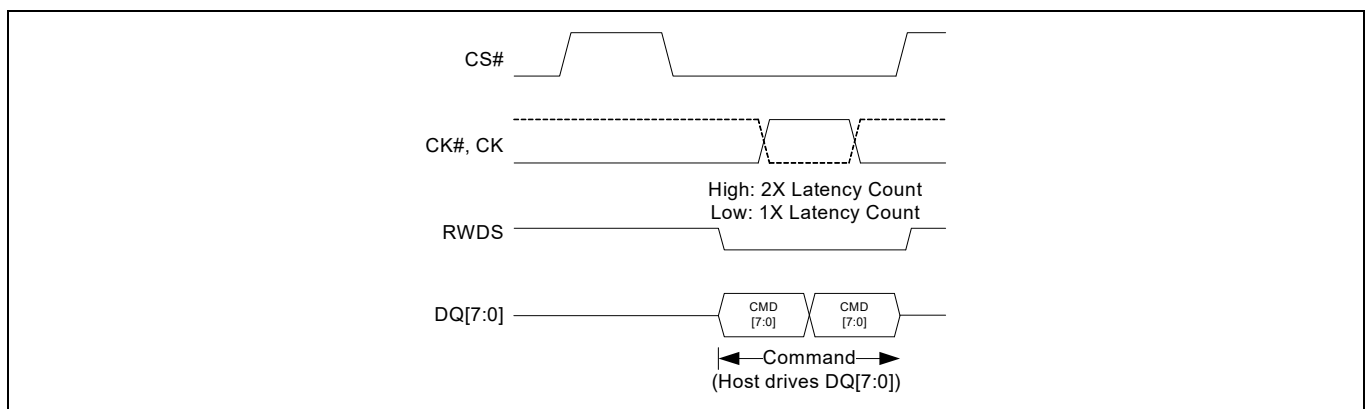 CS#
CK#, CK
High: 2X Latency Count
Low: 1X Latency Count
RWDS
DQ[7:0]
CMD
[7:0]
CMD
[7:0]
Command
(Host drives DQ[7:0])